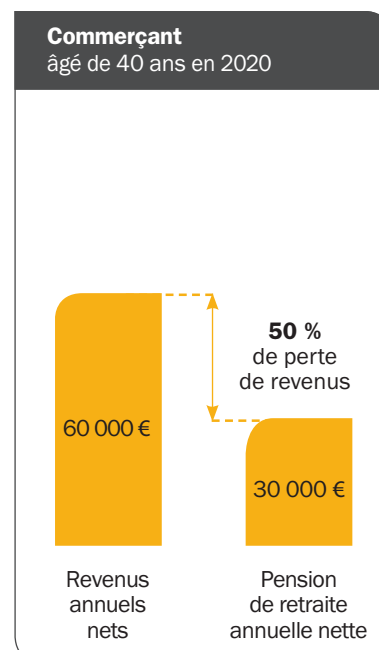 Commerçant
âgé de 40 ans en 2020
50 %
de perte
de revenus
60 000 €
30 000 €
Revenus
annuels
nets
Pension
de retraite
annuelle nette